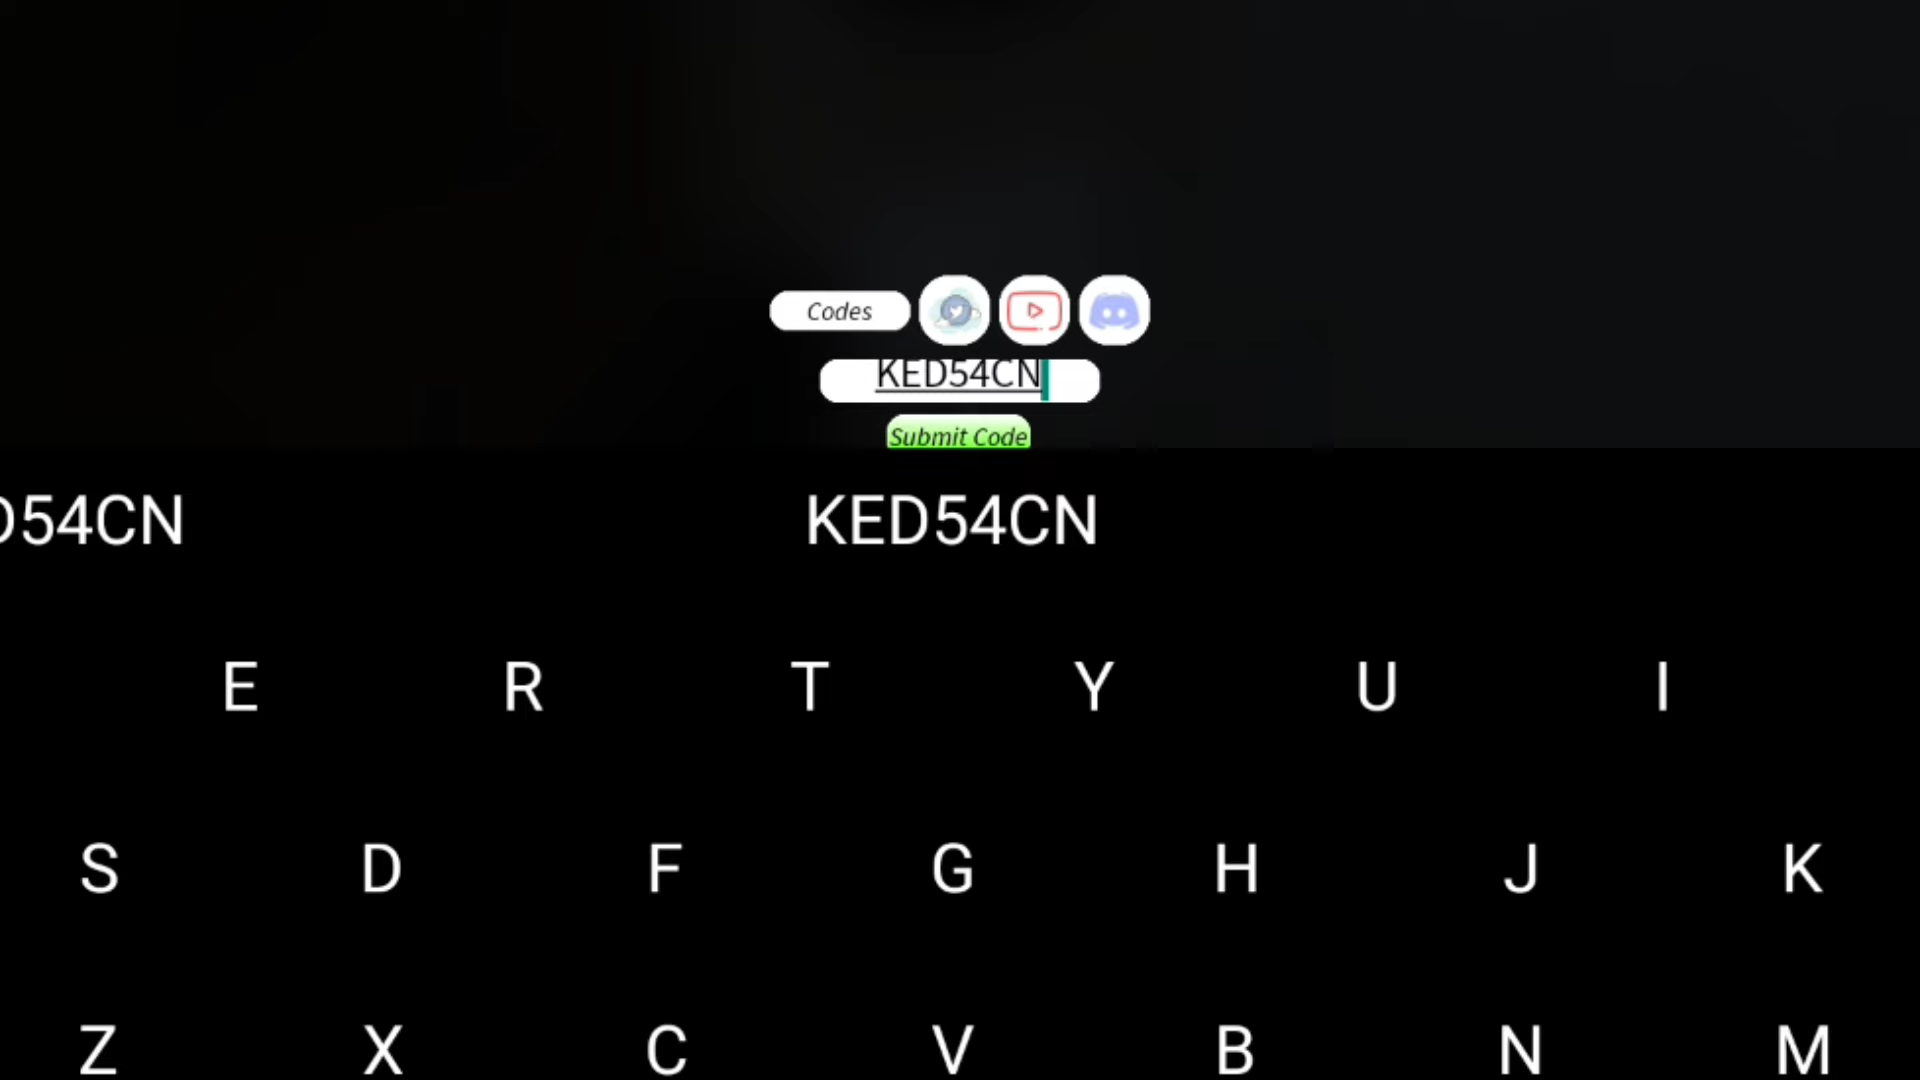 Codes
KED54CN
Submit Code
D54CN KED54CN
E R T Y U I
S D F G H J K
Z X C V B N M